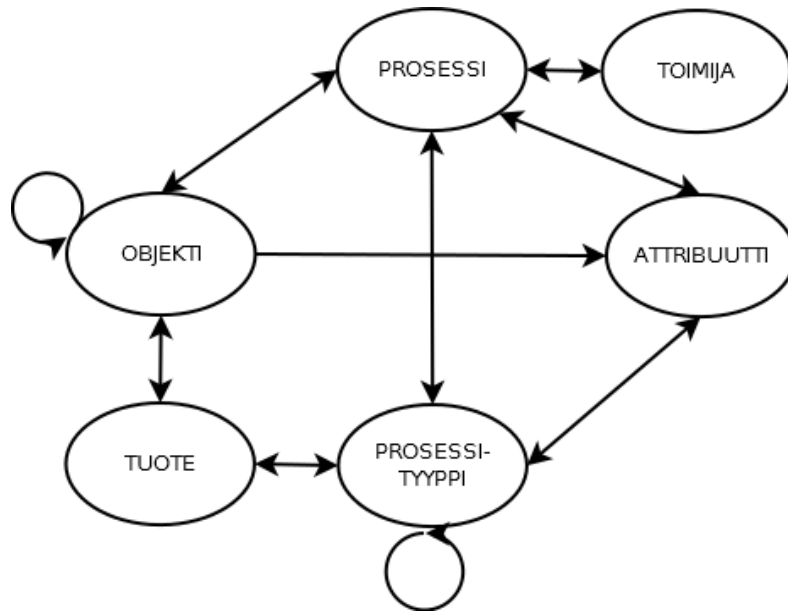 PROSESSI
TOIMIJA
OBJEKTI
ATTRIBUUTTI
TUOTE
PROSESSI-
TYYPPI